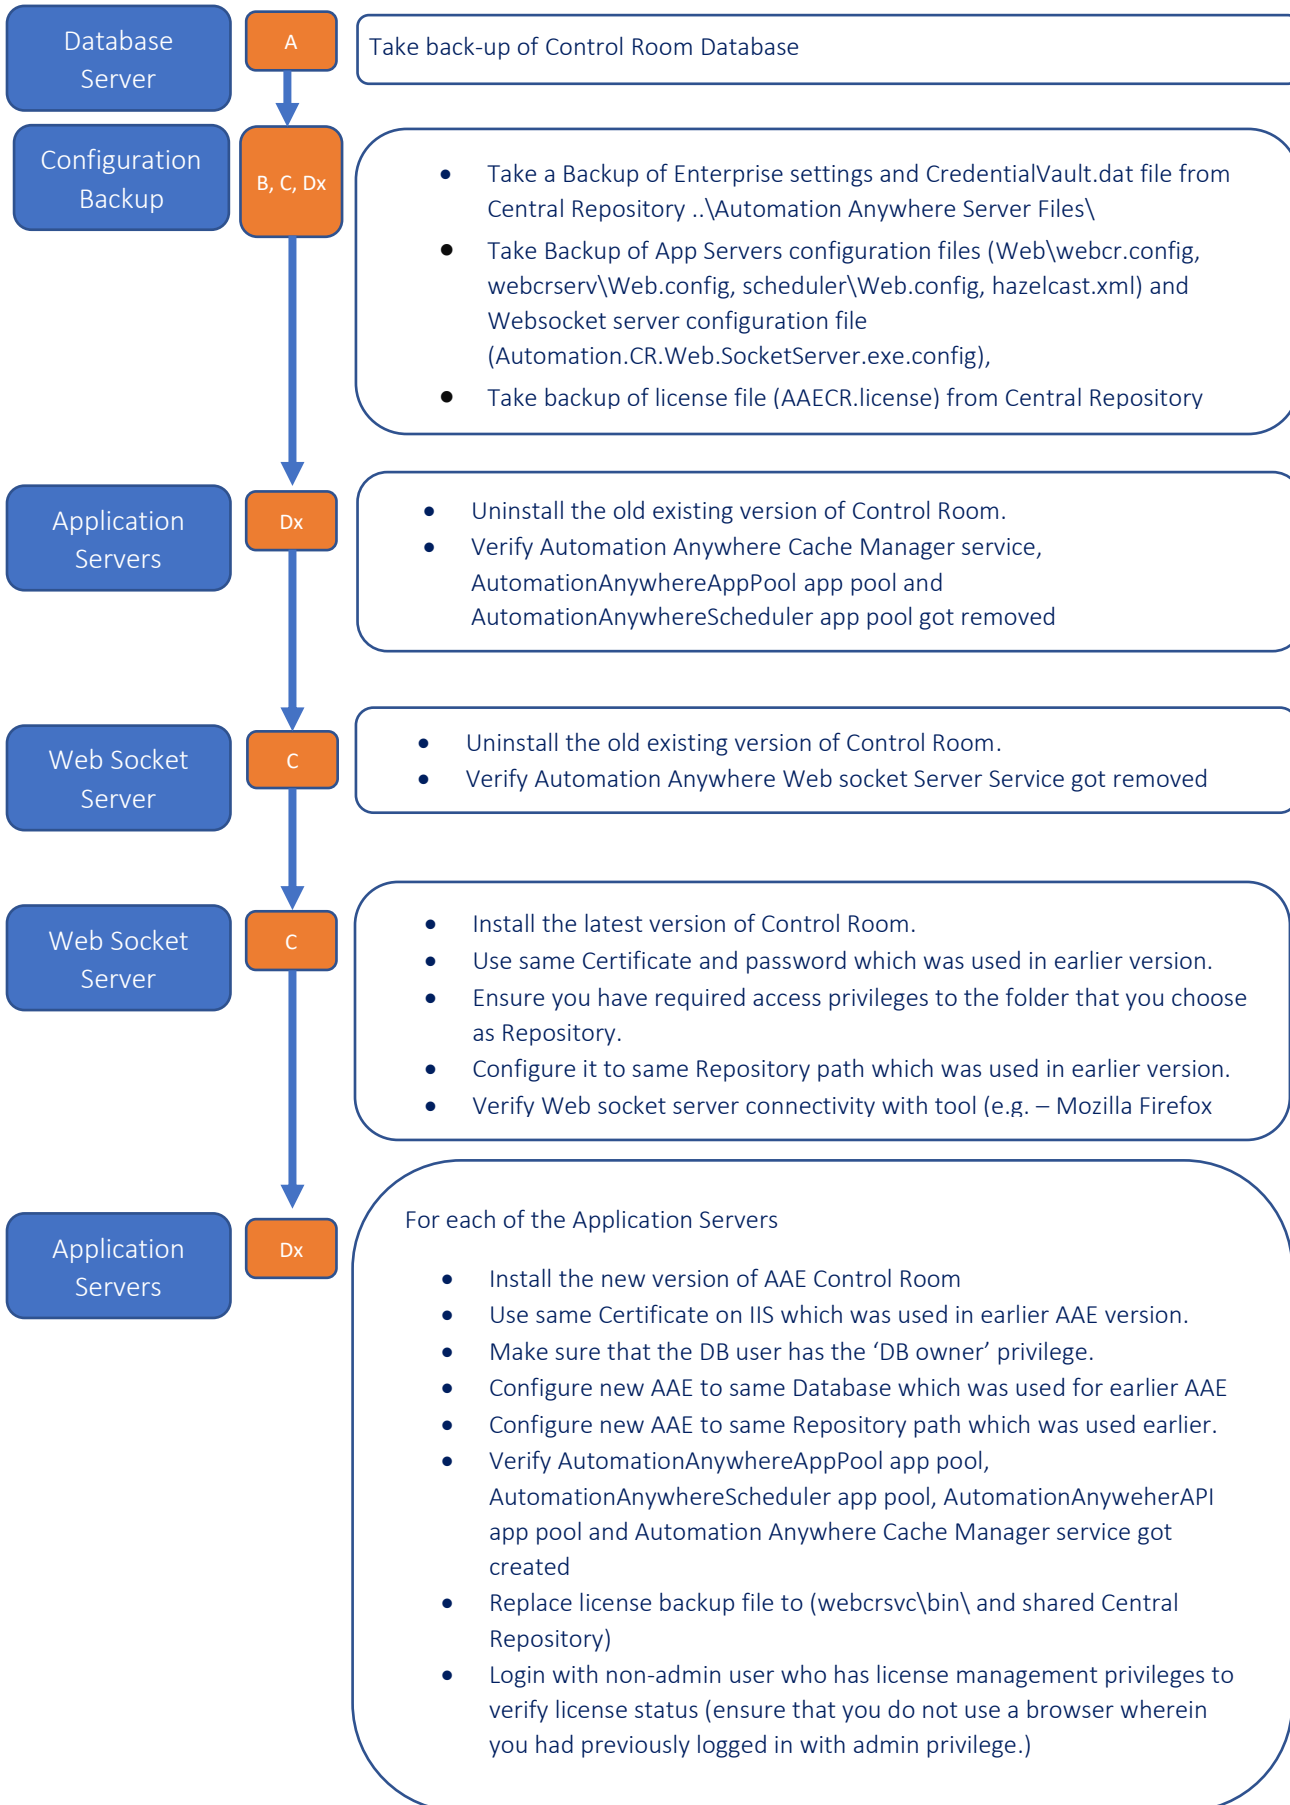 Database
Server
A
Take back-up of Control Room Database
Configuration
Backup
B, C, Dx
• Take a Backup of Enterprise settings and CredentialVault.dat file from
Central Repository ..\Automation Anywhere Server Files\
• Take Backup of App Servers configuration files (Web\webcr.config,
webcrserv\Web.config, scheduler\Web.config, hazelcast.xml) and
Websocket server configuration file
(Automation.CR.Web.SocketServer.exe.config),
• Take backup of license file (AAECR.license) from Central Repository
Application
Servers
Dx
• Uninstall the old existing version of Control Room.
• Verify Automation Anywhere Cache Manager service,
AutomationAnywhereAppPool app pool and
AutomationAnywhereScheduler app pool got removed
Web Socket
Server
C
• Uninstall the old existing version of Control Room.
• Verify Automation Anywhere Web socket Server Service got removed
Web Socket
Server
C
• Install the latest version of Control Room.
• Use same Certificate and password which was used in earlier version.
• Ensure you have required access privileges to the folder that you choose
as Repository.
• Configure it to same Repository path which was used in earlier version.
• Verify Web socket server connectivity with tool (e.g. – Mozilla Firefox
Application
Servers
Dx
For each of the Application Servers
• Install the new version of AAE Control Room
• Use same Certificate on IIS which was used in earlier AAE version.
• Make sure that the DB user has the ‘DB owner’ privilege.
• Configure new AAE to same Database which was used for earlier AAE
• Configure new AAE to same Repository path which was used earlier.
• Verify AutomationAnywhereAppPool app pool,
AutomationAnywhereScheduler app pool, AutomationAnyweherAPI
app pool and Automation Anywhere Cache Manager service got
created
• Replace license backup file to (webcrsvc\bin\ and shared Central
Repository)
• Login with non-admin user who has license management privileges to
verify license status (ensure that you do not use a browser wherein
you had previously logged in with admin privilege.)